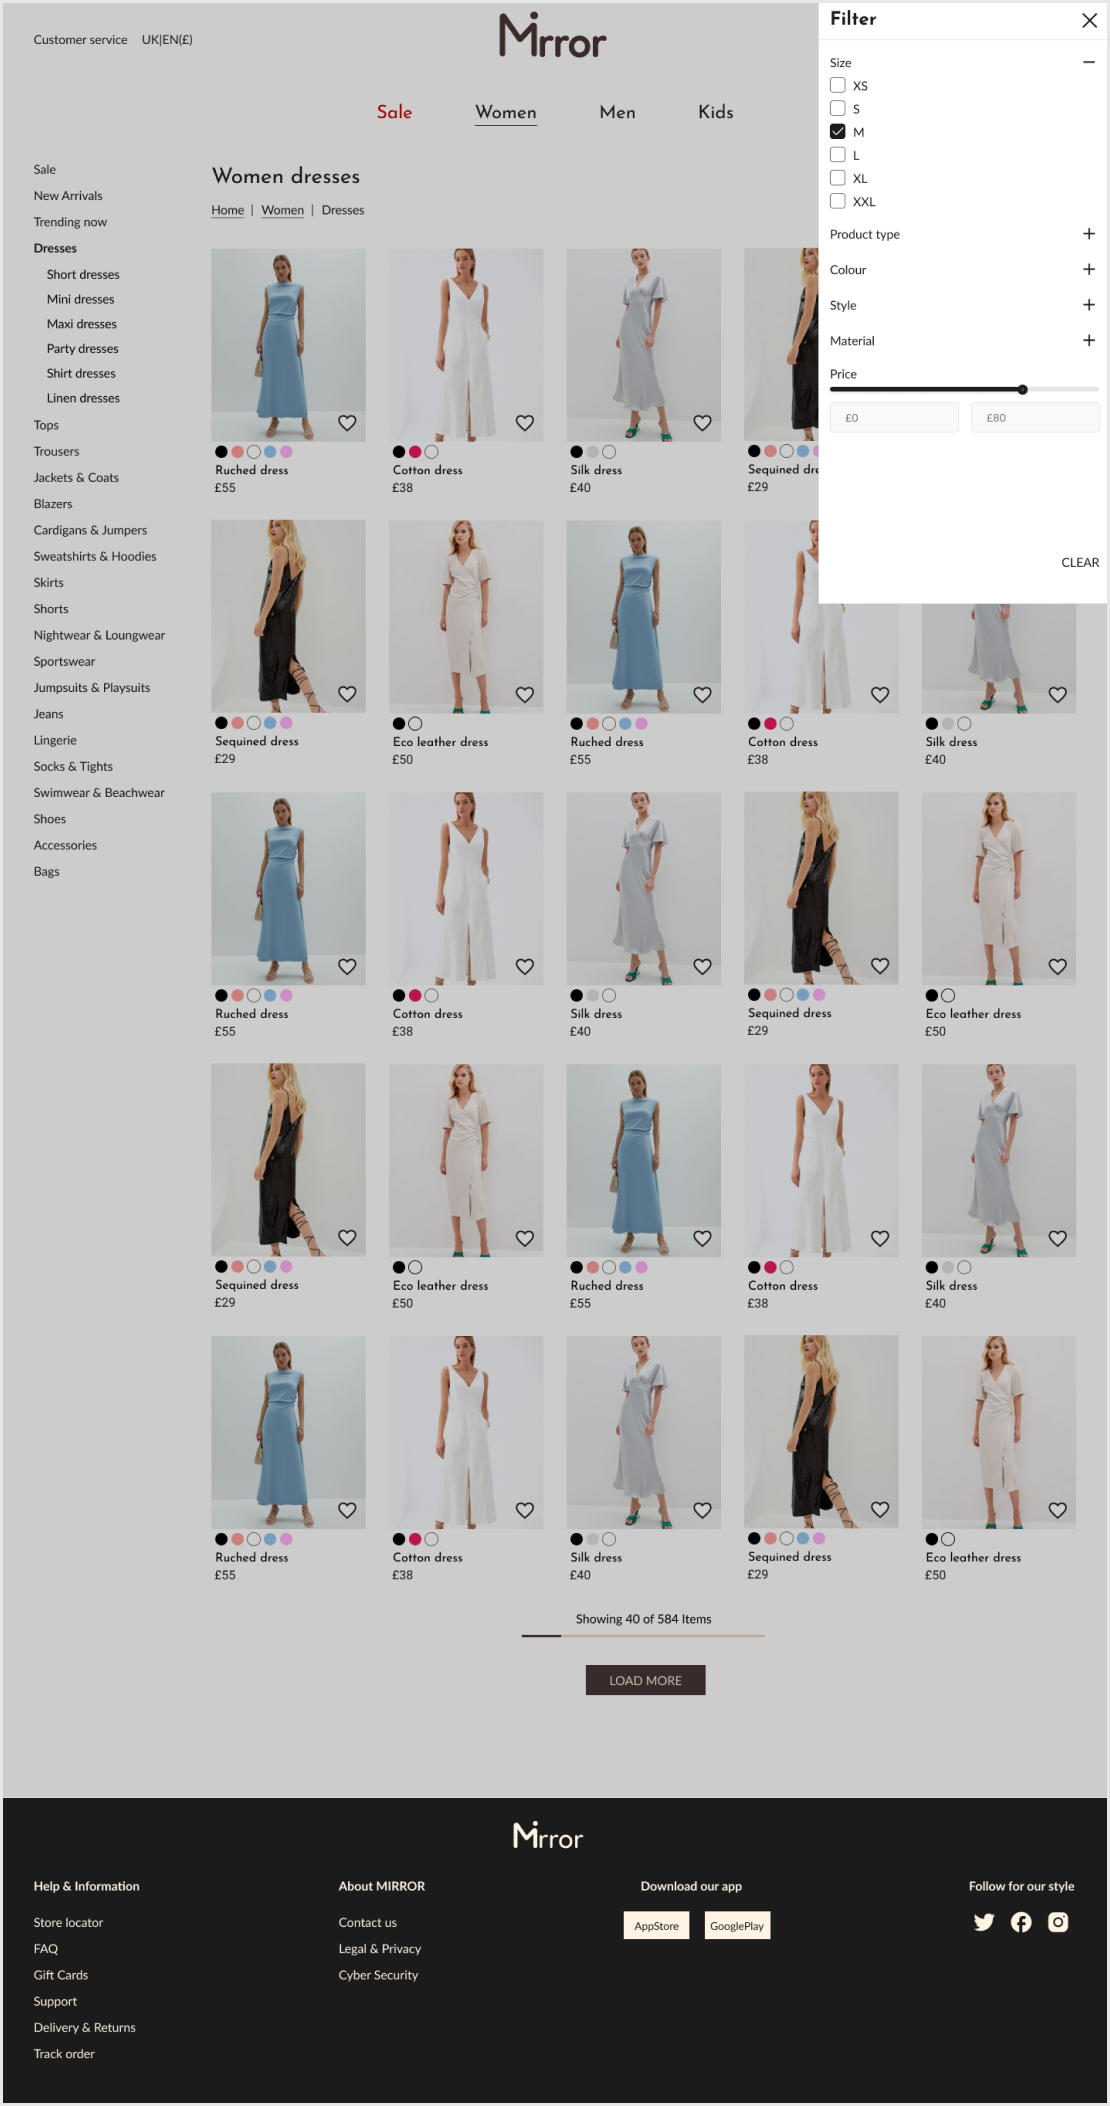 Customer service UK|EN(£)
Mirror
Sale Women Men Kids
Filter
Size
XS
S
M
L
XL
XXL
Product type
Colour
Style
Material
Price
£0 £80
CLEAR
Sale
New Arrivals
Trending now
Dresses
Short dresses
Mini dresses
Maxi dresses
Party dresses
Shirt dresses
Linen dresses
Tops
Trousers
Jackets & Coats
Blazers
Cardigans & Jumpers
Sweatshirts & Hoodies
Skirts
Shorts
Nightwear & Loungwear
Sportswear
Jumpsuits & Playsuits
Jeans
Lingerie
Socks & Tights
Swimwear & Beachwear
Shoes
Accessories
Bags
Women dresses
Home | Women | Dresses
Ruched dress Cotton dress Silk dress Sequined dre
£55 £38 £40 £29
Sequined dress Eco leather dress Ruched dress Cotton dress Silk dress
£29 £50 £55 £38 £40
Ruched dress Cotton dress Silk dress Sequined dress Eco leather dress
£55 £38 £40 £29 £50
Sequined dress Eco leather dress Ruched dress Cotton dress Silk dress
£29 £50 £55 £38 £40
Ruched dress Cotton dress Silk dress Sequined dress Eco leather dress
£55 £38 £40 £29 £50
Showing 40 of 584 Items
LOAD MORE
Mirror
Help & Information
Store locator
FAQ
Gift Cards
Support
Delivery & Returns
Track order
About MIRROR
Contact us
Legal & Privacy
Cyber Security
Download our app
AppStore GooglePlay
Follow for our style